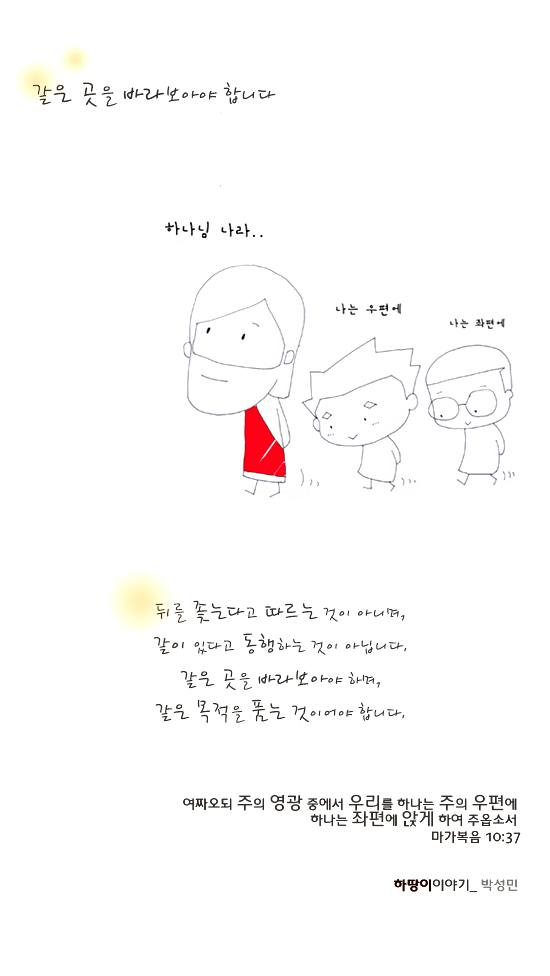 같은 곳을 바라보아야 합니다
하나님 나라..
나는 우편에
나는 좌편에
뒤를 좇는다고 따르는 것이 아니며,
같이 있다고 동행하는 것이 아닙니다.
같은 곳을 바라보아야 하며,
같은 목적을 품는 것이어야 합니다.
여짜오되 주의 영광 중에서 우리를 하나는 주의 우편에
하나는 좌편에 앉게 하여 주옵소서
마가복음 10:37
하땅이이야기_ 박성민